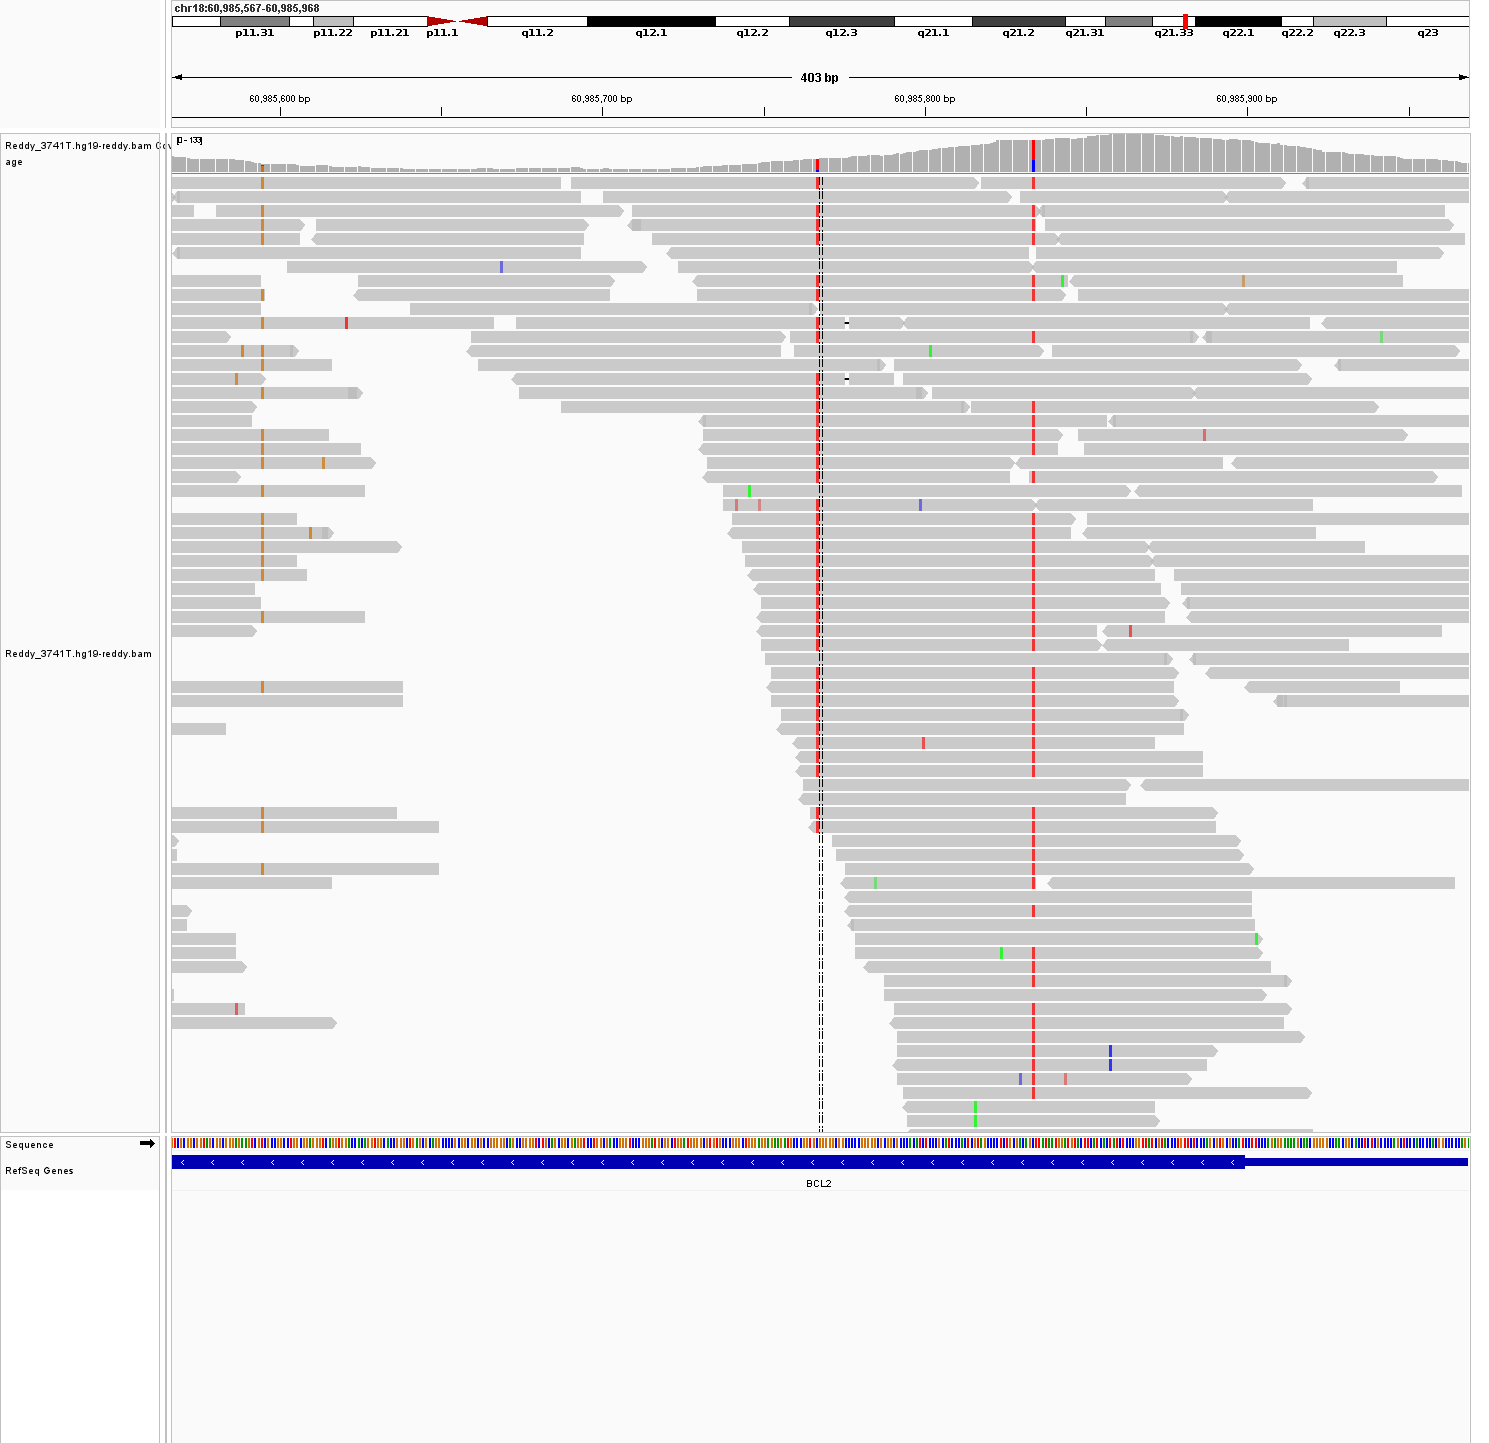 chr18:60,985,567-60,985,968
p11.31 p11.22 p11.21 p11.1 q11.2 q12.1 q12.2 q12.3 q21.1 q21.2 q21.31 q21.33 q22.1 q22.2 q22.3 q23
403 bp
60,985,600 bp 60,985,700 bp 60,985,800 bp 60,985,900 bp
Reddy_3741T.hg19-reddy.bam Cov
age
[0 - 133]
Reddy_3741T.hg19-reddy.bam
Sequence
RefSeq Genes
BCL2